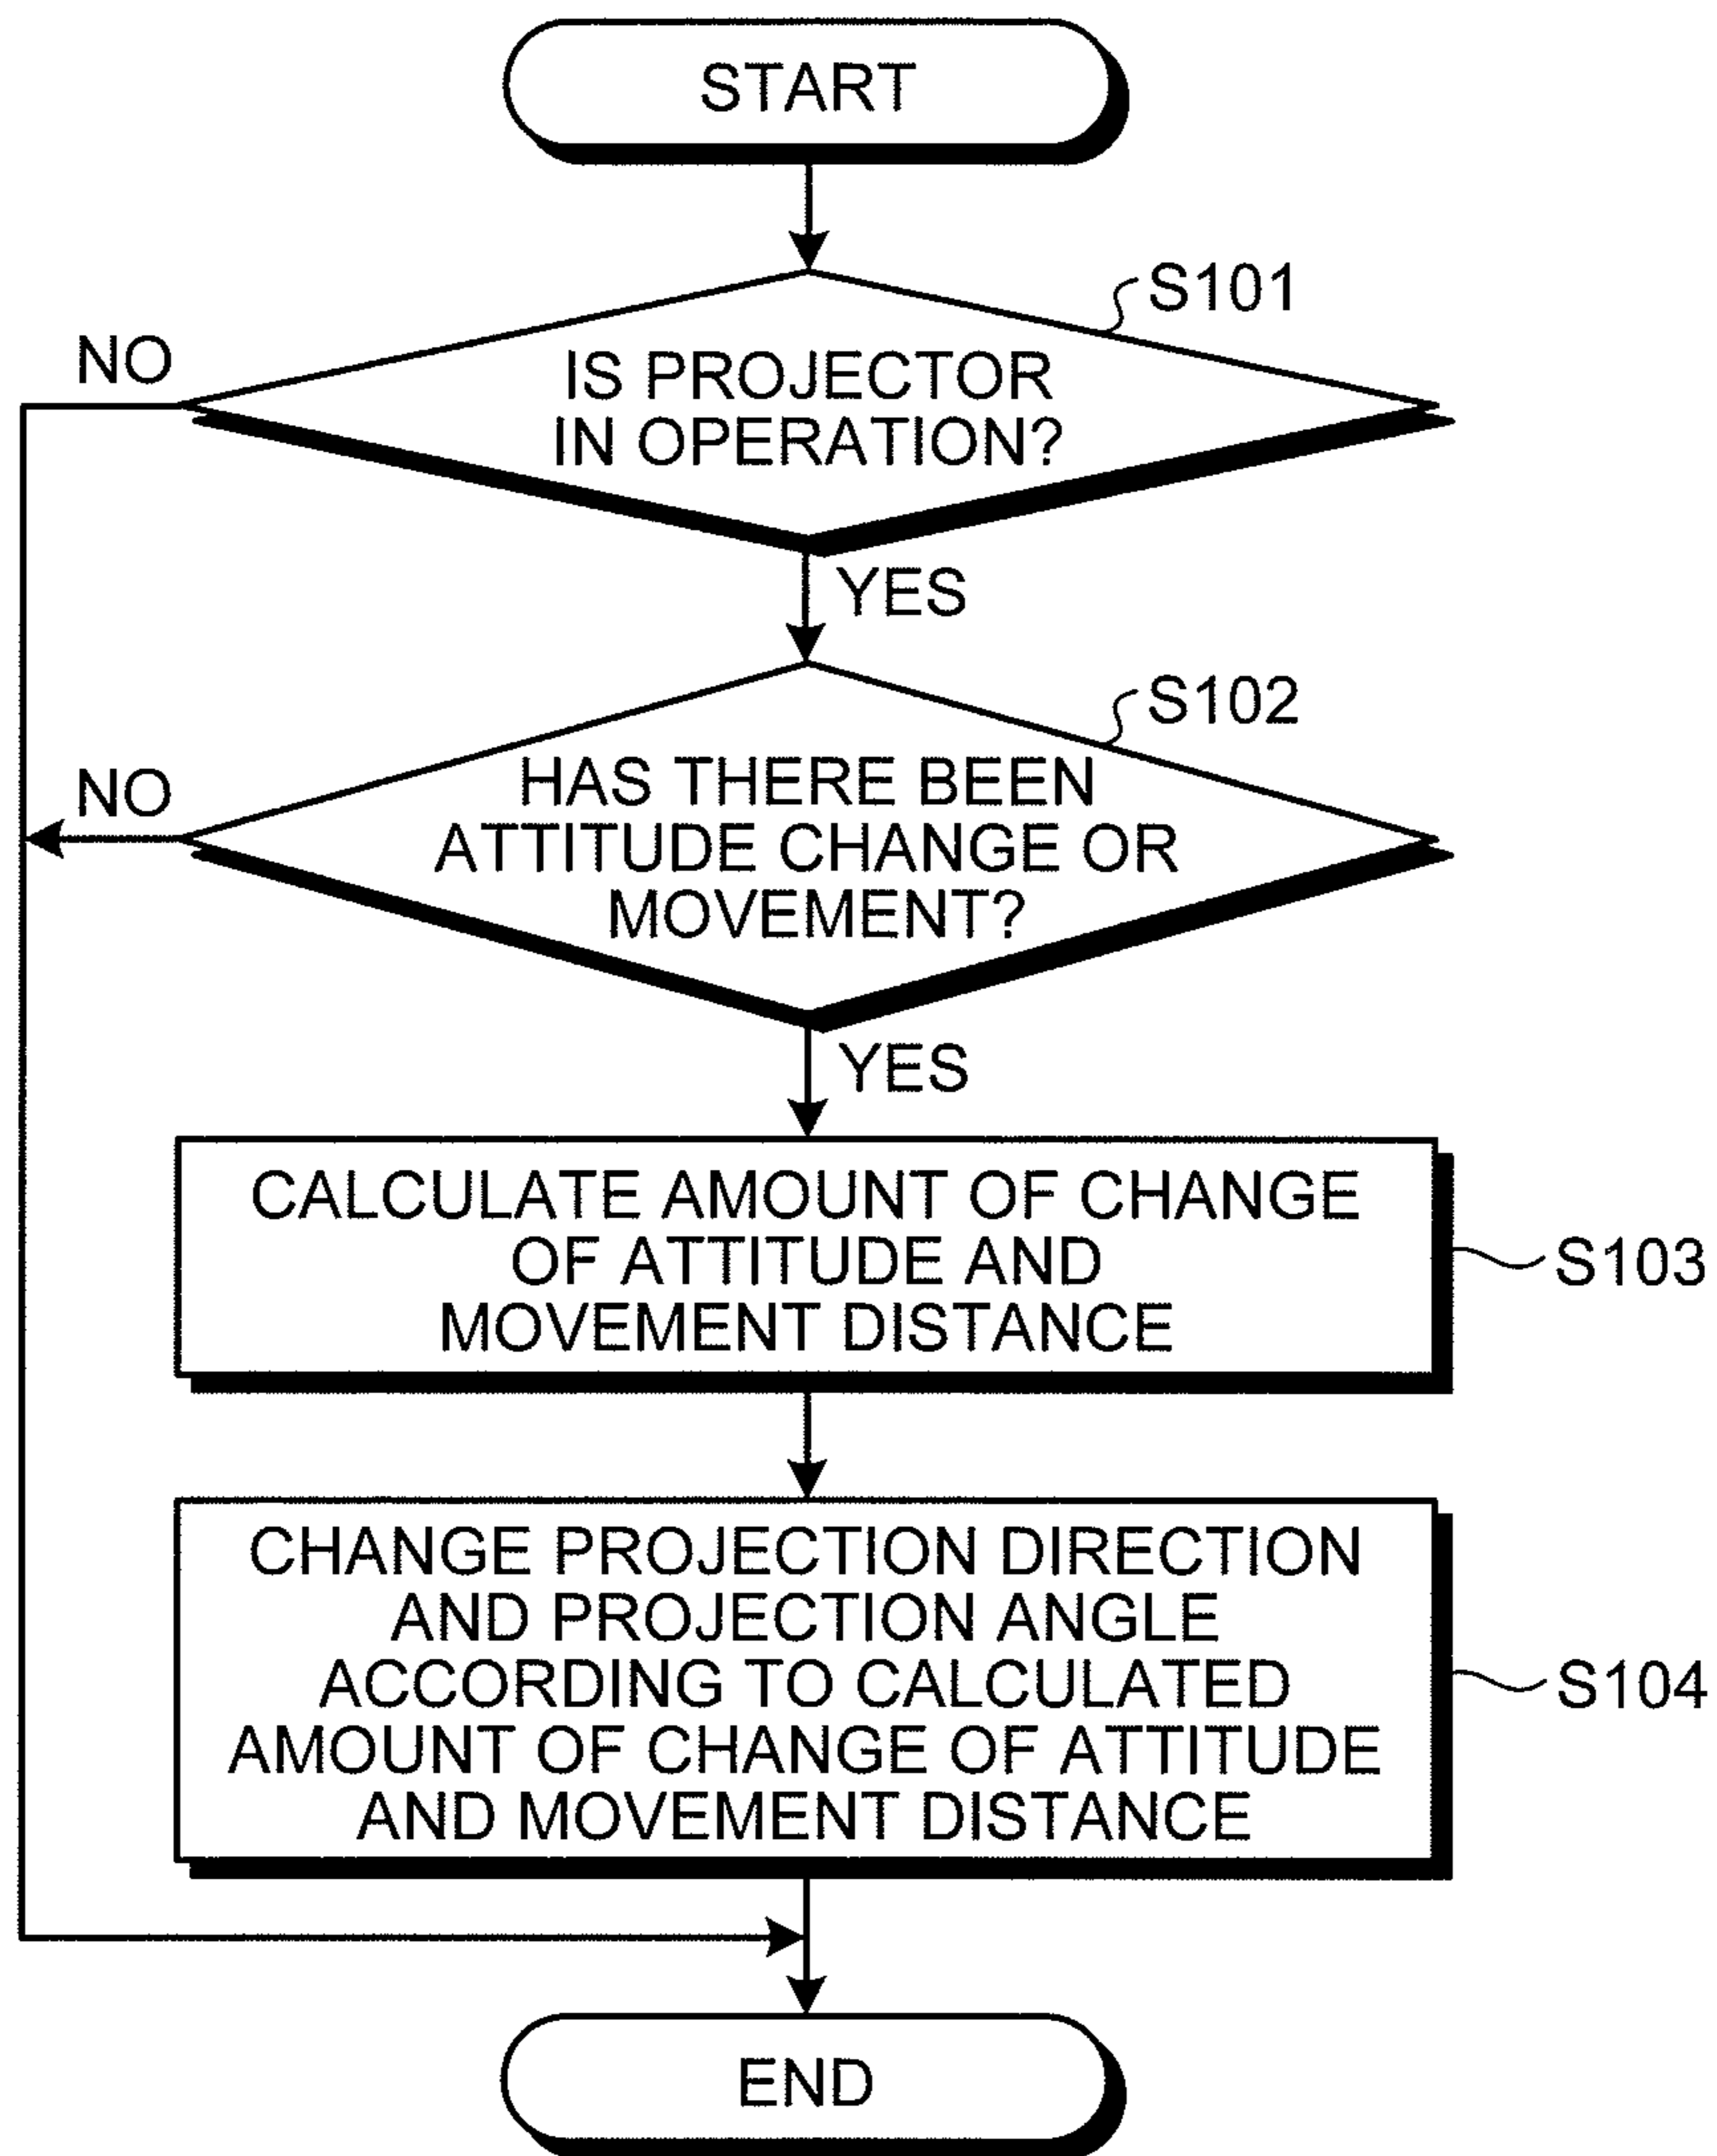 START
S101
NO
IS PROJECTOR
IN OPERATION?
YES
S102
NO
HAS THERE BEEN
ATTITUDE CHANGE OR
MOVEMENT?
YES
CALCULATE AMOUNT OF CHANGE
OF ATTITUDE AND
MOVEMENT DISTANCE
S103
CHANGE PROJECTION DIRECTION
AND PROJECTION ANGLE
ACCORDING TO CALCULATED
AMOUNT OF CHANGE OF ATTITUDE
AND MOVEMENT DISTANCE
S104
END